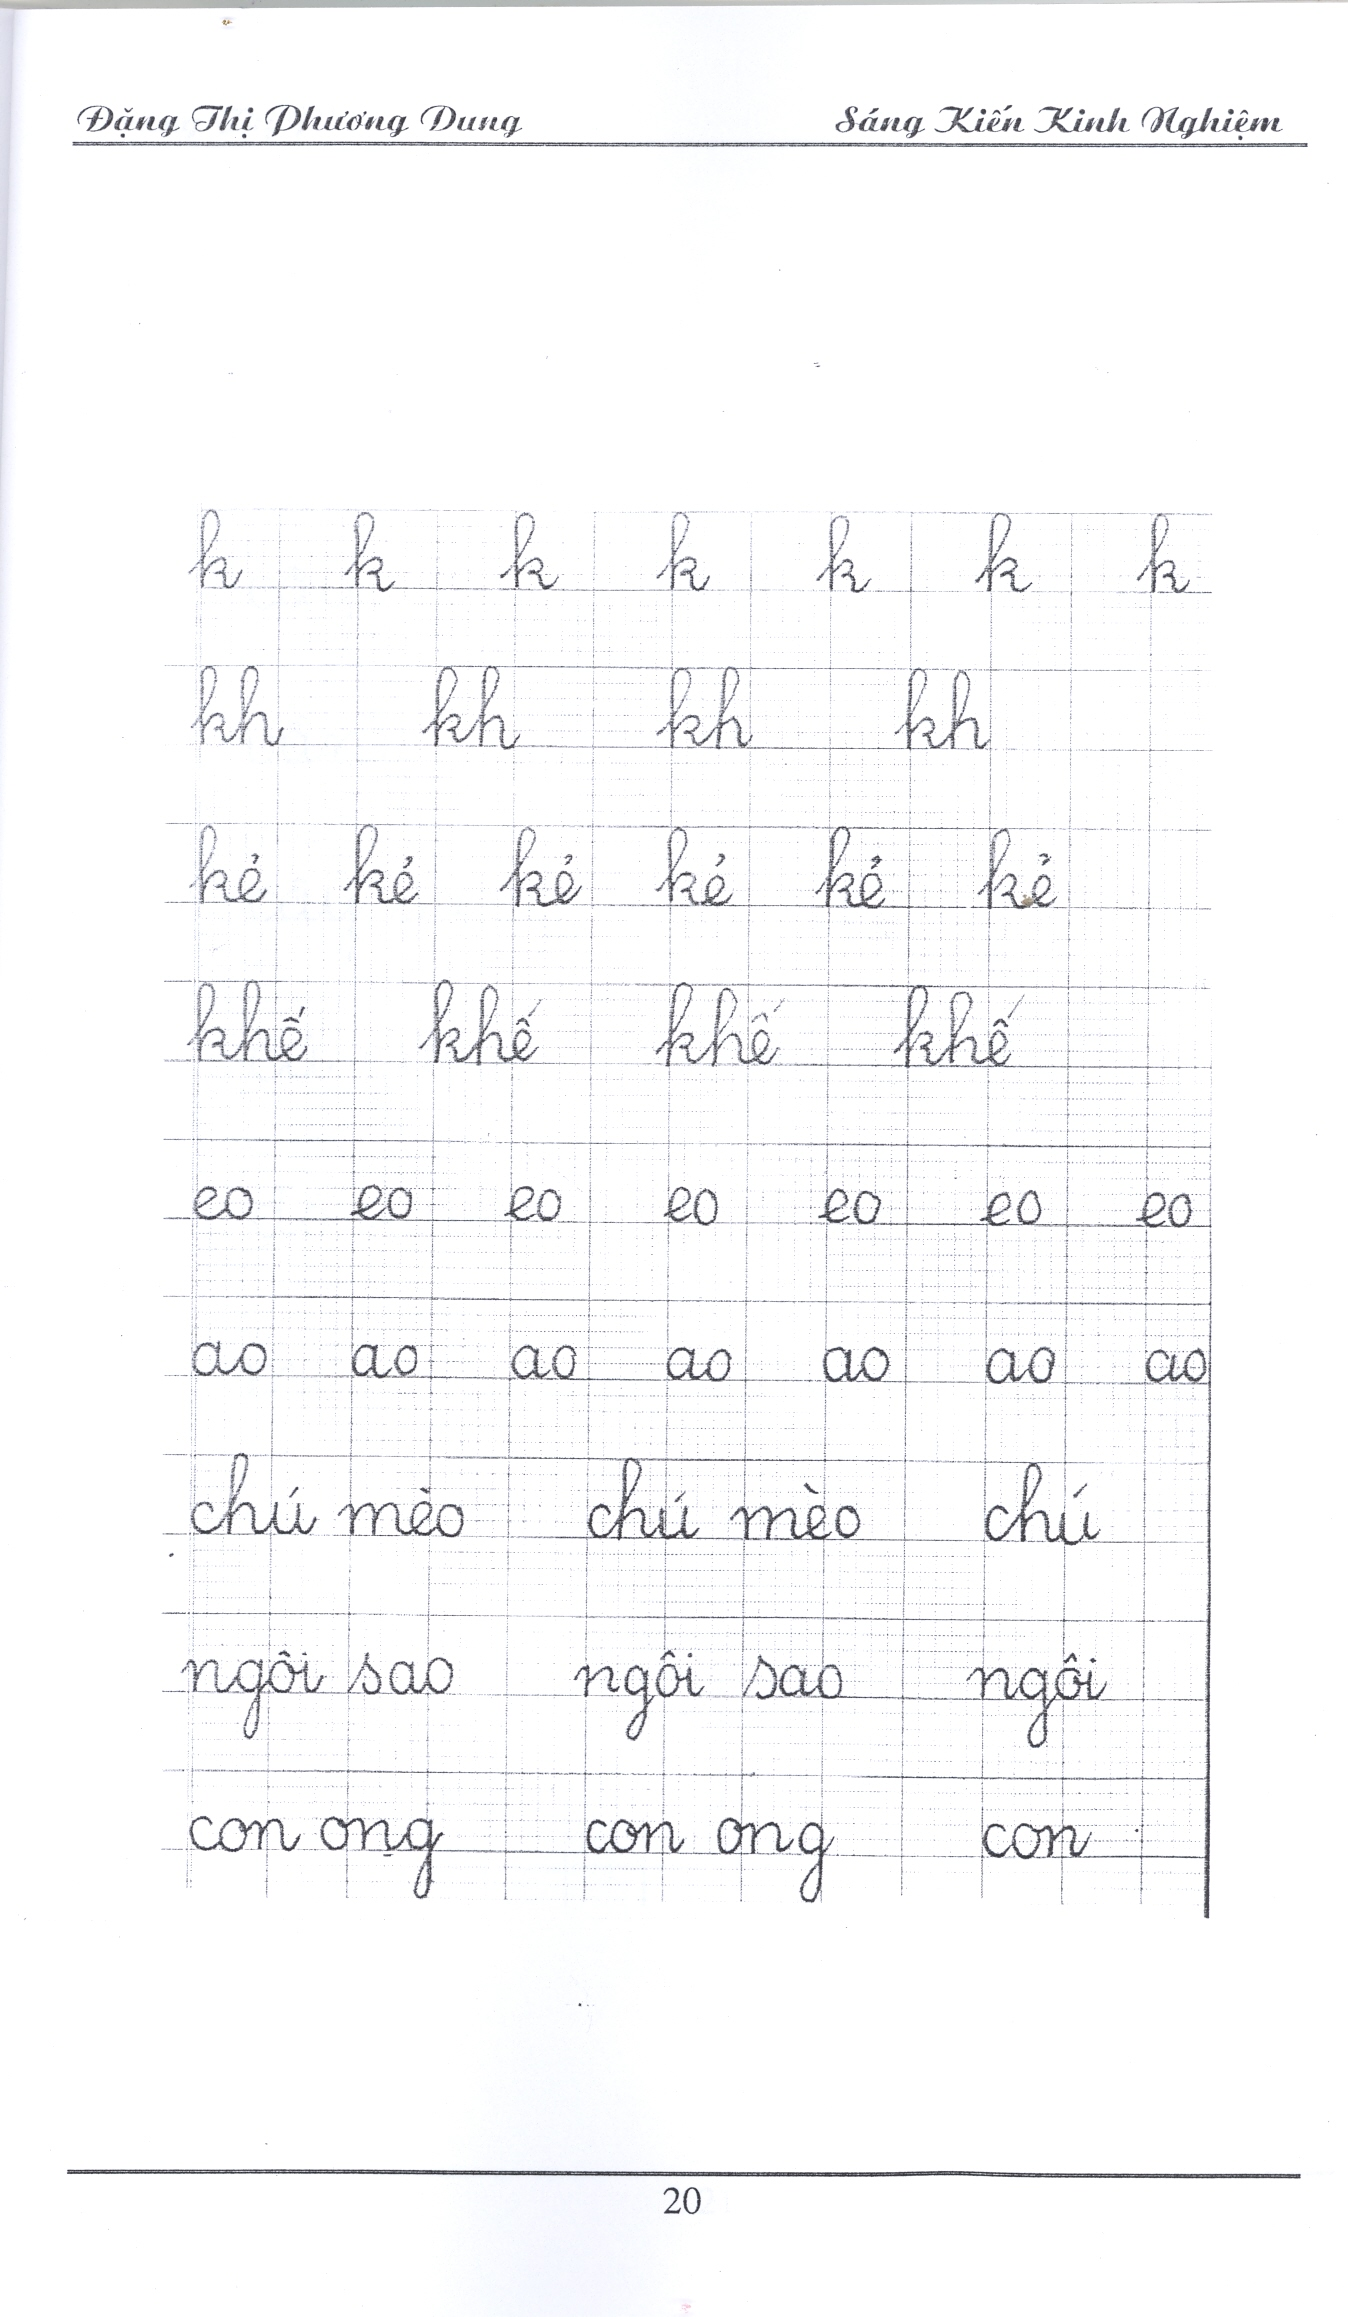 Đặng Thị Phương Dung Sáng Kiến Kinh Nghiệm
k k k k k k k
kh kh kh kh
kẻ kẻ kẻ kẻ kẻ kẻ
khế khế khế khế
eo eo eo eo eo eo eo
ao ao ao ao ao ao ao
chú mèo chú mèo chú
ngôi sao ngôi sao ngôi
con ong con ong con
20